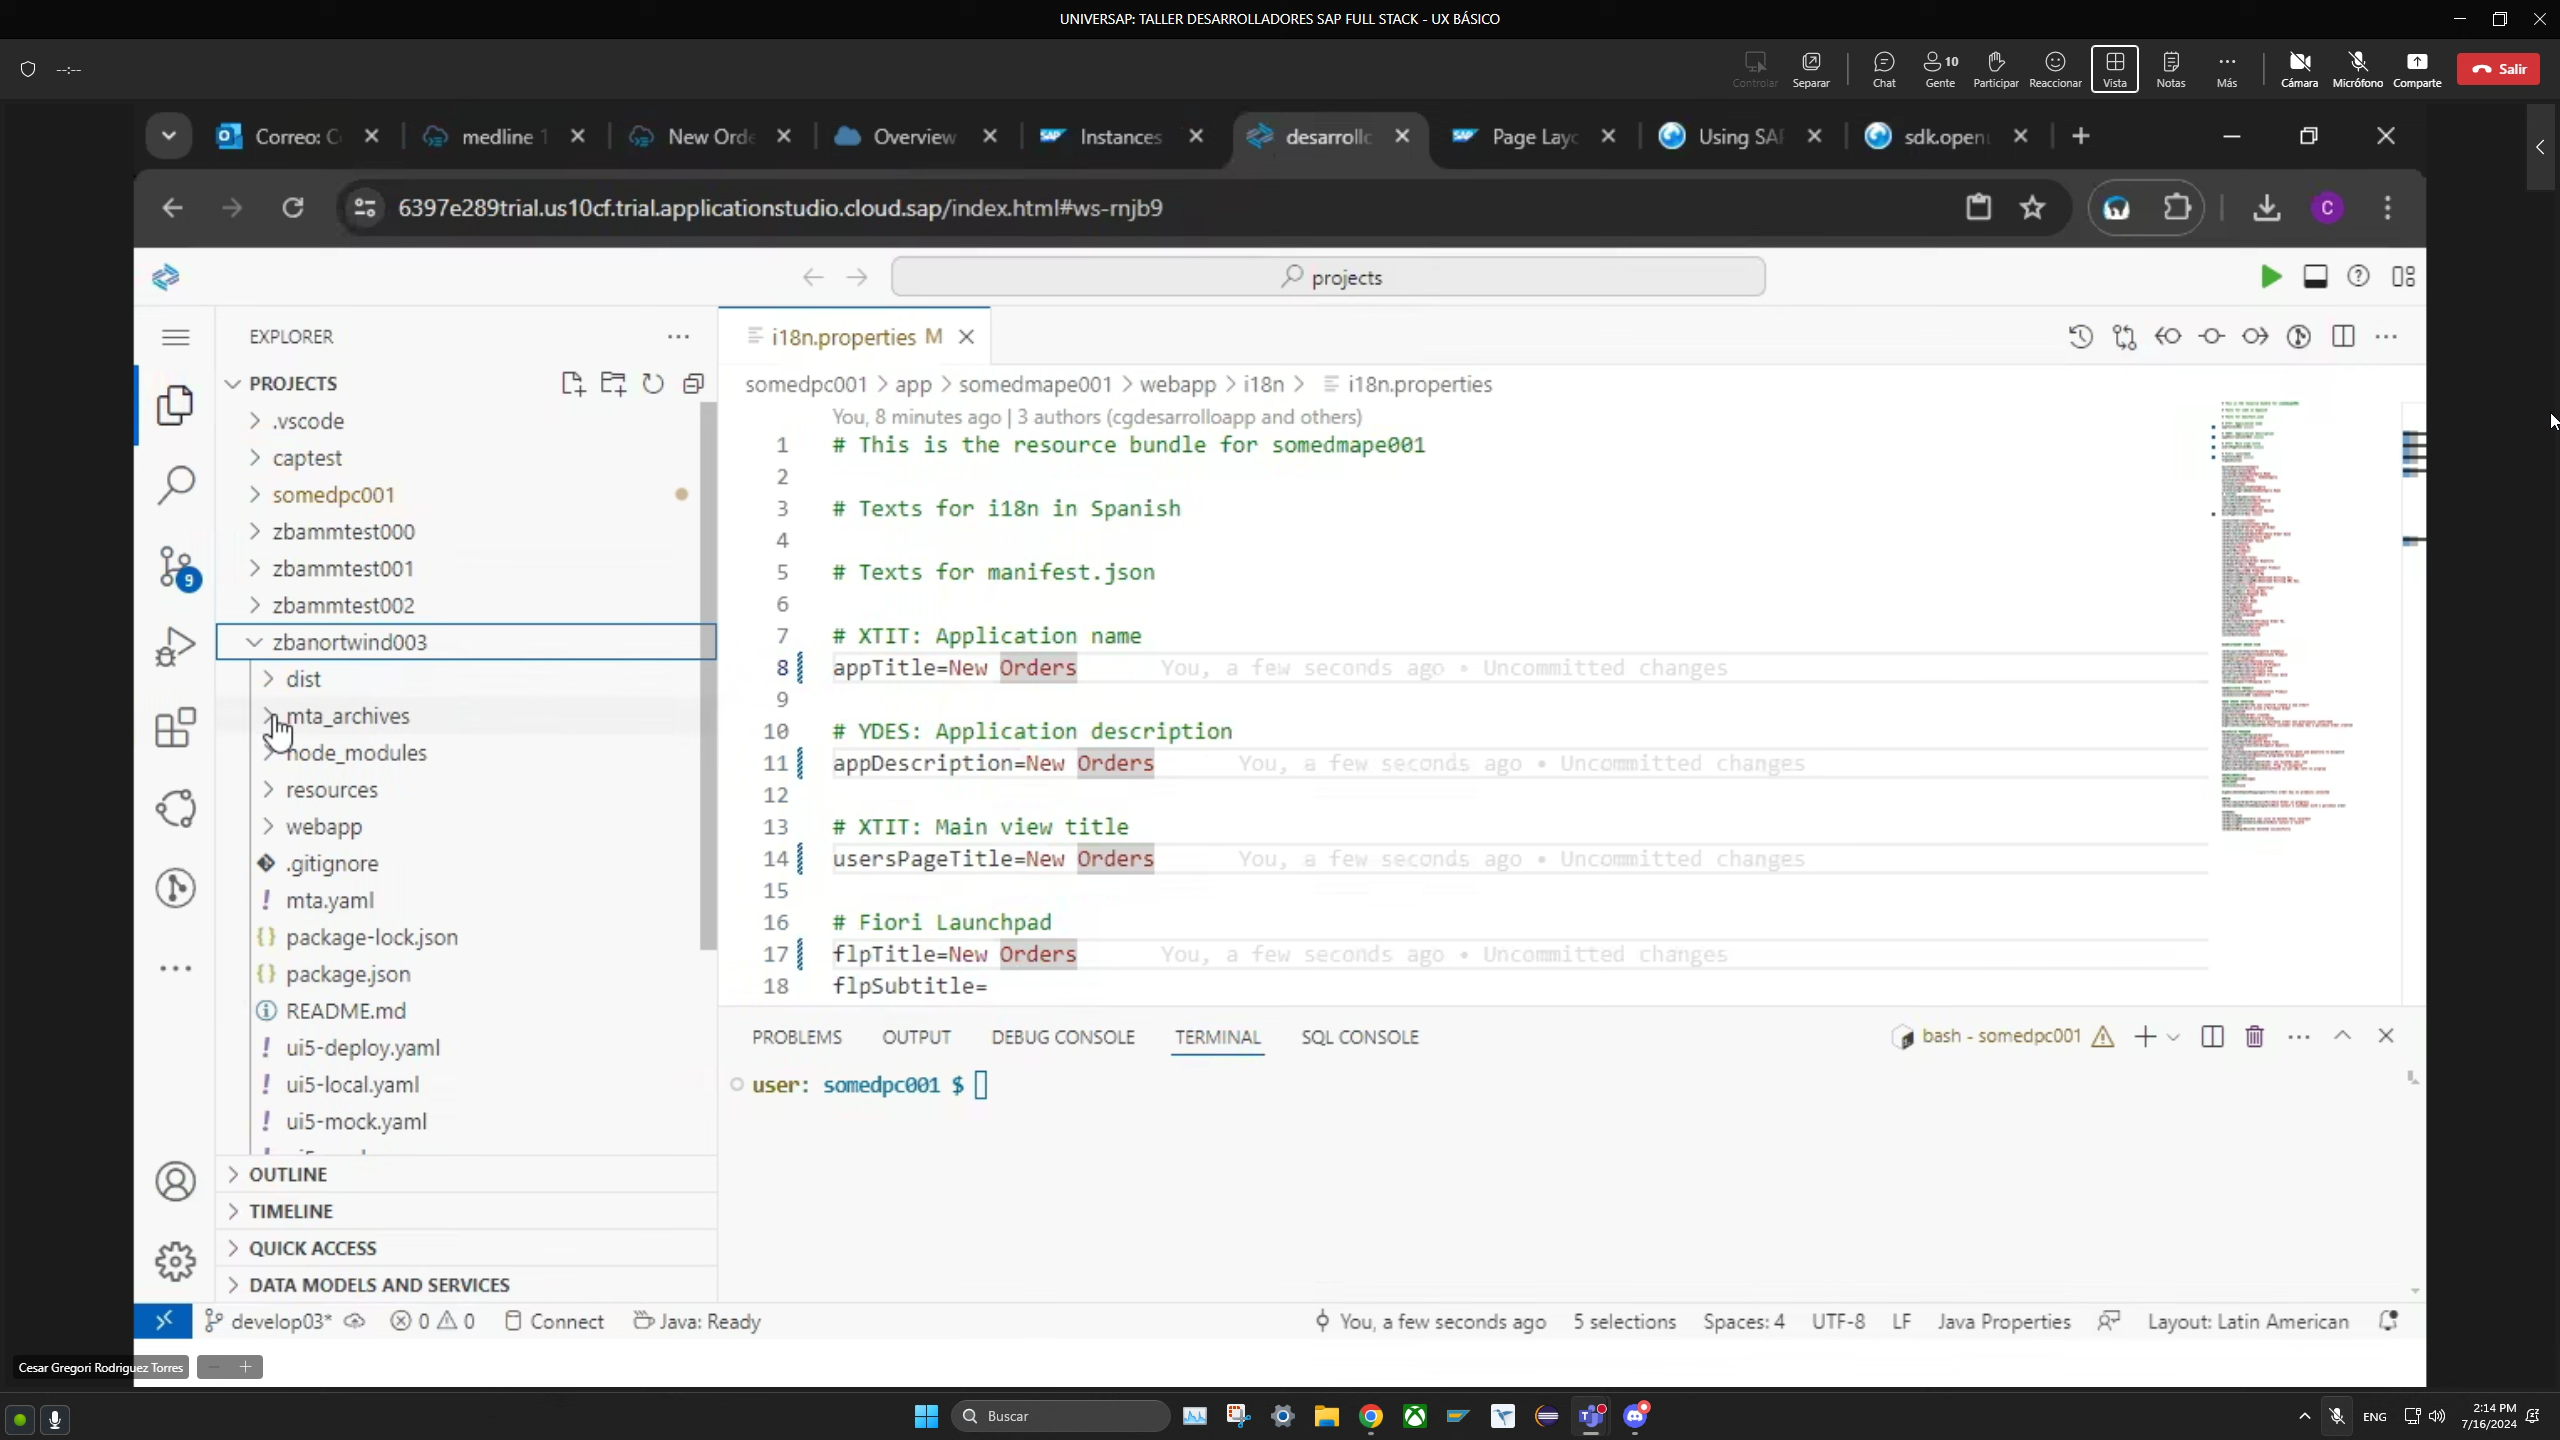 UNIVERSAP: TALLER DESARROLLADORES SAP FULL STACK - UX BÁSICO
--:--
Controlar
Separar
Chat
10
Gente
Participar
Reaccionar
Vista
Notas
Más
Cámara
Micrófono
Comparte
Salir
Correo: C
medline 1
New Orde
Overview
Instances
desarrollo
Page Layo
Using SAP
sdk.openu
6397e289trial.us10cf.trial.applicationstudio.cloud.sap/index.html#ws-rnjb9
C
projects
EXPLORER
i18n.properties M
PROJECTS
somedpc001 > app > somedmape001 > webapp > i18n > i18n.properties
.vscode
captest
somedpc001
zbammtest000
zbammtest001
zbammtest002
zbanortwind003
dist
mta_archives
node_modules
resources
webapp
.gitignore
mta.yaml
package-lock.json
package.json
README.md
ui5-deploy.yaml
ui5-local.yaml
ui5-mock.yaml
9
OUTLINE
TIMELINE
QUICK ACCESS
DATA MODELS AND SERVICES
You, 8 minutes ago | 3 authors (cgdesarrolloapp and others)
1 # This is the resource bundle for somedmape001
2
3 # Texts for i18n in Spanish
4
5 # Texts for manifest.json
6
7 # XTIT: Application name
8 appTitle=New Orders You, a few seconds ago • Uncommitted changes
9
10 # YDES: Application description
11 appDescription=New Orders You, a few seconds ago • Uncommitted changes
12
13 # XTIT: Main view title
14 usersPageTitle=New Orders You, a few seconds ago • Uncommitted changes
15
16 # Fiori Launchpad
17 flpTitle=New Orders You, a few seconds ago • Uncommitted changes
18 flpSubtitle=
PROBLEMS OUTPUT DEBUG CONSOLE TERMINAL SQL CONSOLE
bash - somedpc001
user: somedpc001 $
develop03* 0 0 Connect Java: Ready
You, a few seconds ago 5 selections Spaces: 4 UTF-8 LF Java Properties Layout: Latin American
Cesar Gregori Rodriguez Torres
Buscar
ENG
2:14 PM
7/16/2024